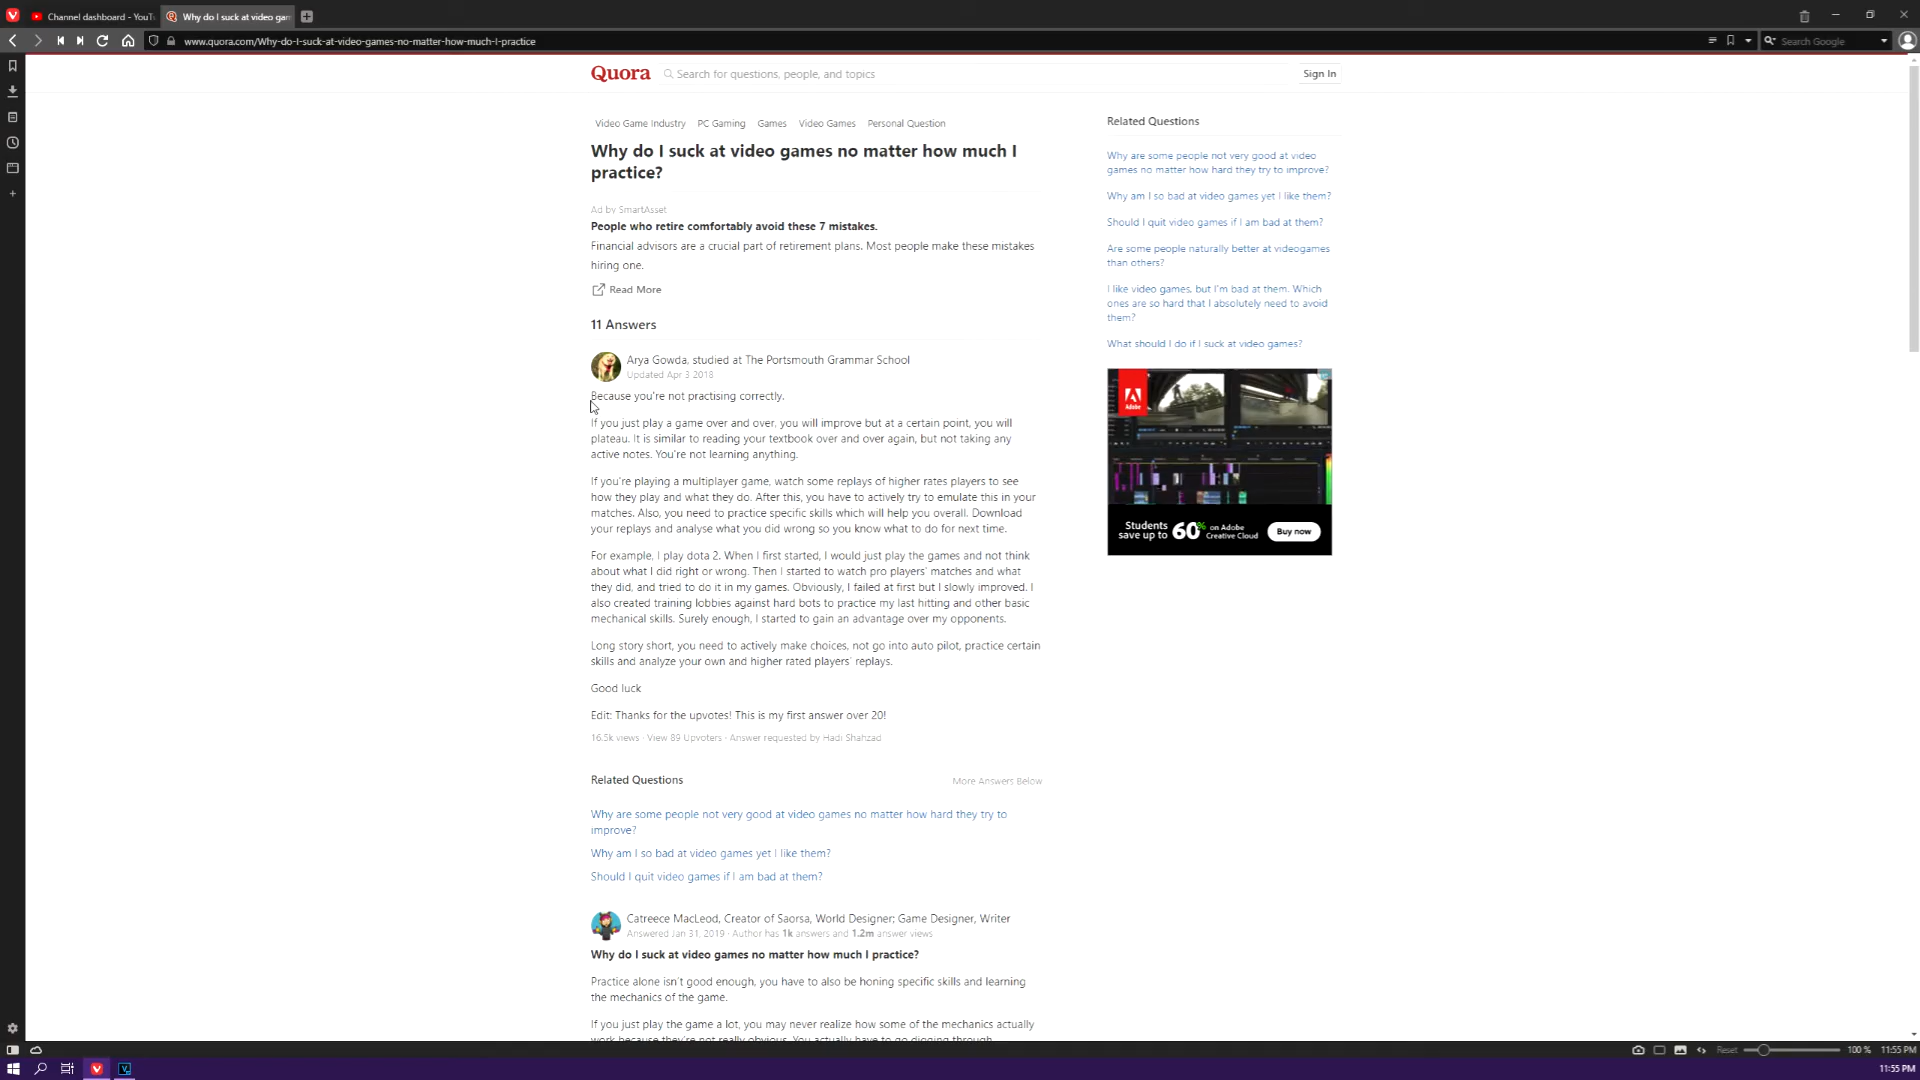 Channel dashboard - YouT
Why do I suck at video gam
www.quora.com/Why-do-I-suck-at-video-games-no-matter-how-much-I-practice
Search Google
Quora
Search for questions, people, and topics
Sign In
Video Game Industry PC Gaming Games Video Games Personal Question
Why do I suck at video games no matter how much I
practice?
Ad by SmartAsset
People who retire comfortably avoid these 7 mistakes.
Financial advisors are a crucial part of retirement plans. Most people make these mistakes
hiring one.
Read More
11 Answers
Arya Gowda, studied at The Portsmouth Grammar School
Updated Apr 3 2018
Because you're not practising correctly.
If you just play a game over and over, you will improve but at a certain point, you will
plateau. It is similar to reading your textbook over and over again, but not taking any
active notes. You're not learning anything.
If you're playing a multiplayer game, watch some replays of higher rates players to see
how they play and what they do. After this, you have to actively try to emulate this in your
matches. Also, you need to practice specific skills which will help you overall. Download
your replays and analyse what you did wrong so you know what to do for next time.
For example, I play dota 2. When I first started, I would just play the games and not think
about what I did right or wrong. Then I started to watch pro players' matches and what
they did, and tried to do it in my games. Obviously, I failed at first but I slowly improved. I
also created training lobbies against hard bots to practice my last hitting and other basic
mechanical skills. Surely enough, I started to gain an advantage over my opponents.
Long story short, you need to actively make choices, not go into auto pilot, practice certain
skills and analyze your own and higher rated players' replays.
Good luck
Edit: Thanks for the upvotes! This is my first answer over 20!
16.5k views · View 89 Upvoters · Answer requested by Hadi Shahzad
Related Questions
More Answers Below
Why are some people not very good at video games no matter how hard they try to
improve?
Why am I so bad at video games yet I like them?
Should I quit video games if I am bad at them?
Catreece MacLeod, Creator of Saorsa, World Designer; Game Designer, Writer
Answered Jan 31, 2019 · Author has 1k answers and 1.2m answer views
Why do I suck at video games no matter how much I practice?
Practice alone isn't good enough, you have to also be honing specific skills and learning
the mechanics of the game.
If you just play the game a lot, you may never realize how some of the mechanics actually
work because they're not really obvious. You actually have to go digging through
Related Questions
Why are some people not very good at video
games no matter how hard they try to improve?
Why am I so bad at video games yet I like them?
Should I quit video games if I am bad at them?
Are some people naturally better at videogames
than others?
I like video games, but I'm bad at them. Which
ones are so hard that I absolutely need to avoid
them?
What should I do if I suck at video games?
Adobe
Students
save up to
60%
on Adobe
Creative Cloud
Buy now
Reset
100 %
11:55 PM
11:55 PM